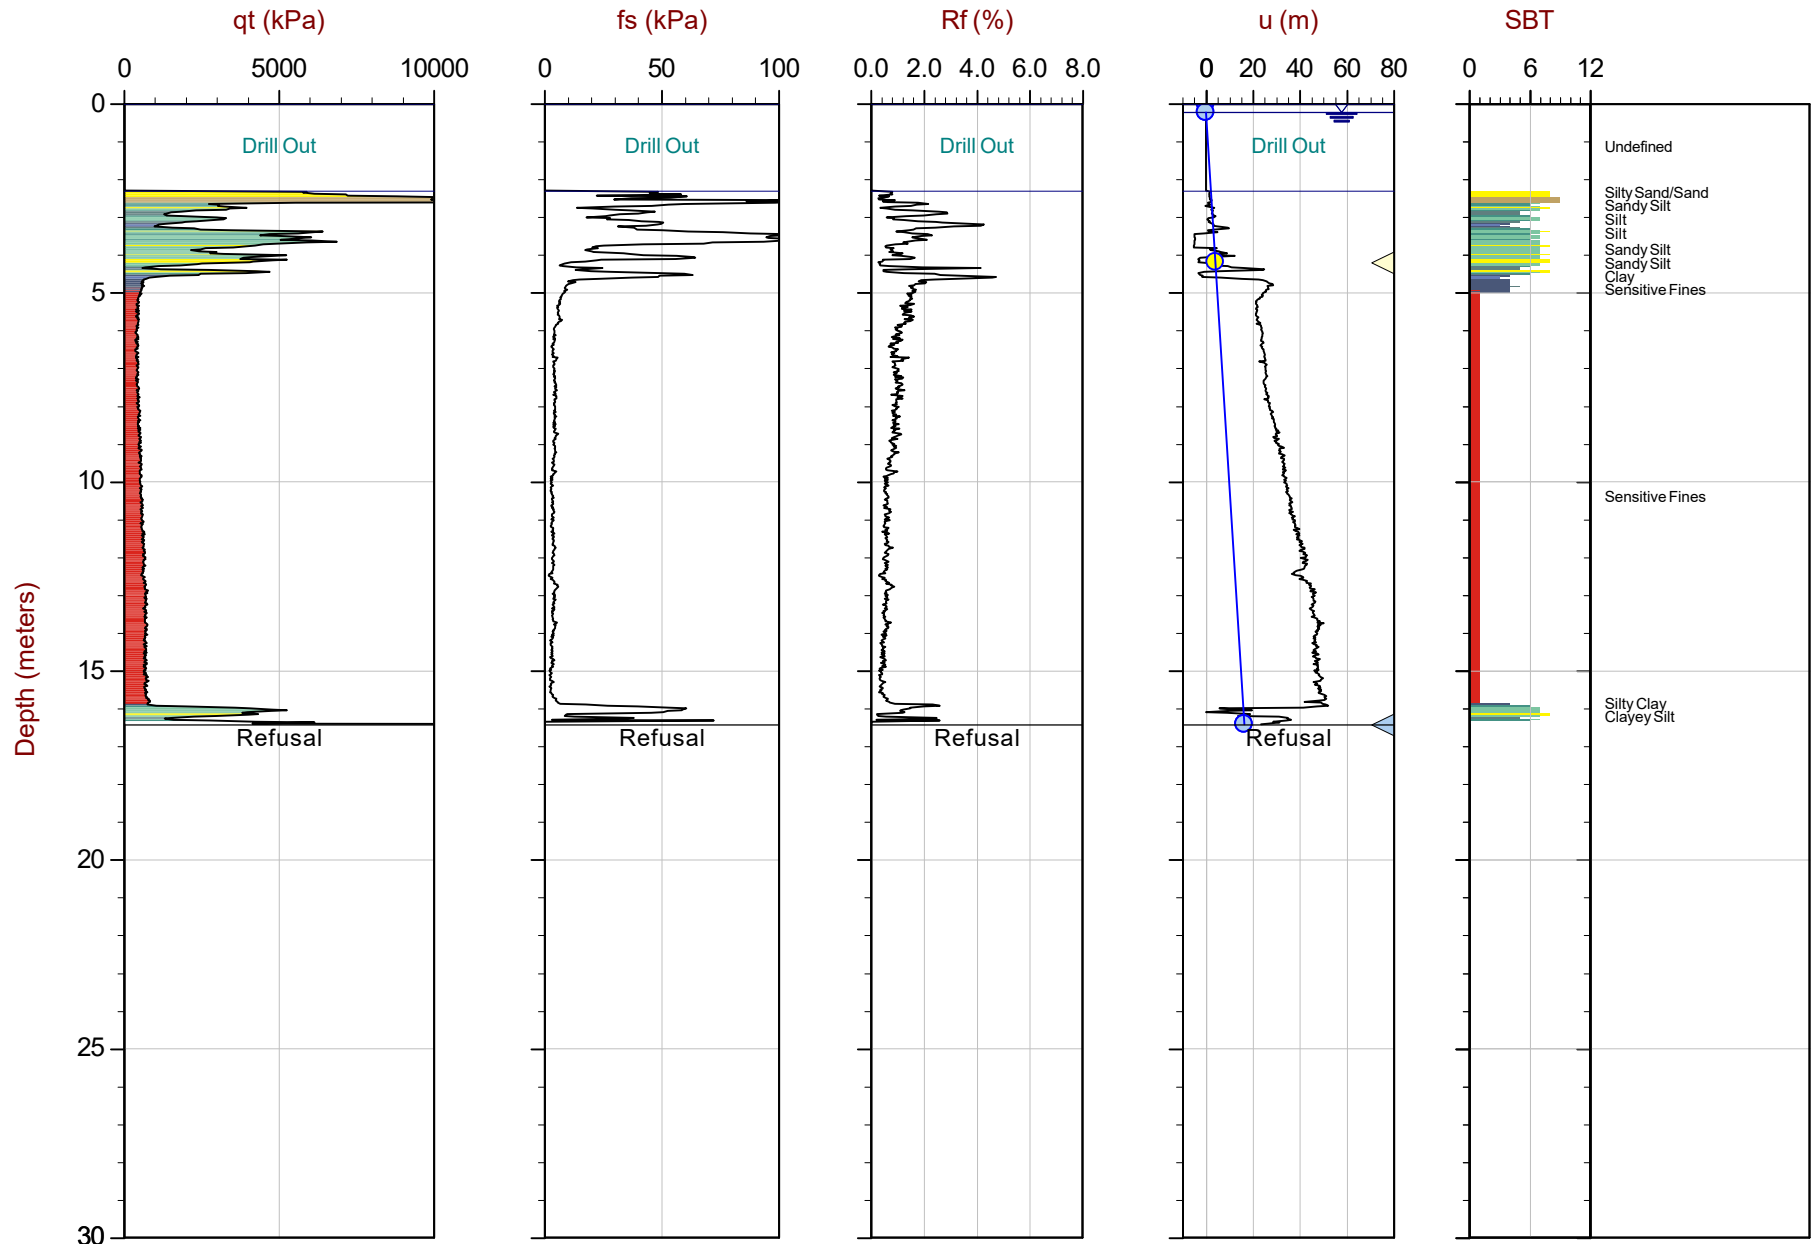 qt (kPa) fs (kPa) Rf (%) u (m) SBT
0 5000 10000 0 50 100 0.0 2.0 4.0 6.0 8.0 0 20 40 60 80 0 6 12
0
Drill Out Drill Out Drill Out Drill Out Undefined
Silty Sand/Sand
Sandy Silt
Silt
Silt
Sandy Silt
Sandy Silt
Clay
5 Sensitive Fines
10
Sensitive Fines
Depth (meters)
15
Silty Clay
Clayey Silt
Refusal Refusal Refusal Refusal
20
25
30